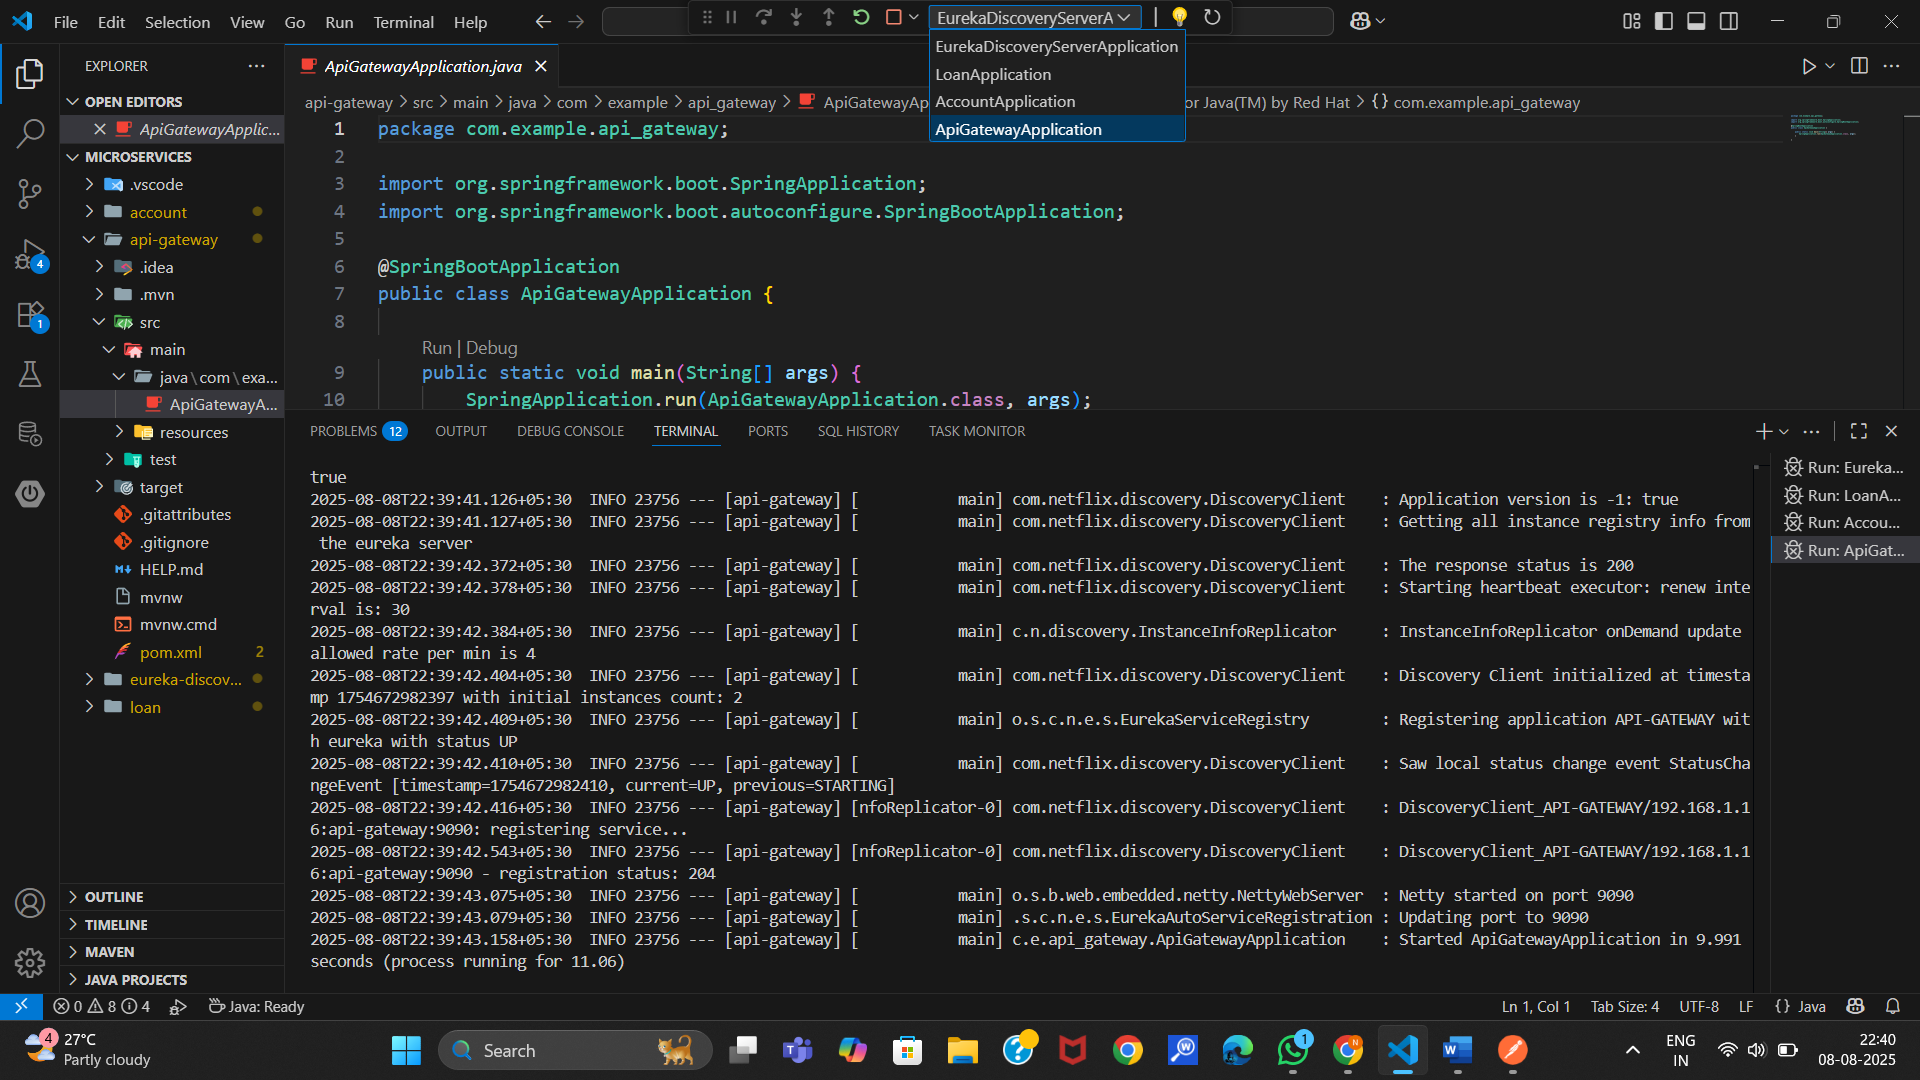 File Edit Selection View Go Run Terminal Help
EurekaDiscoveryServerA
EurekaDiscoveryServerApplication
LoanApplication
AccountApplication
ApiGatewayApplication
EXPLORER
OPEN EDITORS
ApiGatewayApplic...
MICROSERVICES
.vscode
account
api-gateway
.idea
.mvn
src
main
java\com\exa...
ApiGatewayA...
resources
test
target
.gitattributes
.gitignore
HELP.md
mvnw
mvnw.cmd
pom.xml 2
eureka-discov...
loan
OUTLINE
TIMELINE
MAVEN
JAVA PROJECTS
4
1
ApiGatewayApplication.java
api-gateway > src > main > java > com > example > api_gateway > ApiGatewayAp
or Java(TM) by Red Hat > {} com.example.api_gateway
1 package com.example.api_gateway;
2
3 import org.springframework.boot.SpringApplication;
4 import org.springframework.boot.autoconfigure.SpringBootApplication;
5
6 @SpringBootApplication
7 public class ApiGatewayApplication {
8
Run | Debug
9 public static void main(String[] args) {
10 SpringApplication.run(ApiGatewayApplication.class, args);
PROBLEMS 12 OUTPUT DEBUG CONSOLE TERMINAL PORTS SQL HISTORY TASK MONITOR
true
2025-08-08T22:39:41.126+05:30  INFO 23756 --- [api-gateway] [           main] com.netflix.discovery.DiscoveryClient    : Application version is -1: true
2025-08-08T22:39:41.127+05:30  INFO 23756 --- [api-gateway] [           main] com.netflix.discovery.DiscoveryClient    : Getting all instance registry info from
the eureka server
2025-08-08T22:39:42.372+05:30  INFO 23756 --- [api-gateway] [           main] com.netflix.discovery.DiscoveryClient    : The response status is 200
2025-08-08T22:39:42.378+05:30  INFO 23756 --- [api-gateway] [           main] com.netflix.discovery.DiscoveryClient    : Starting heartbeat executor: renew inte
rval is: 30
2025-08-08T22:39:42.384+05:30  INFO 23756 --- [api-gateway] [           main] c.n.discovery.InstanceInfoReplicator     : InstanceInfoReplicator onDemand update
allowed rate per min is 4
2025-08-08T22:39:42.404+05:30  INFO 23756 --- [api-gateway] [           main] com.netflix.discovery.DiscoveryClient    : Discovery Client initialized at timesta
mp 1754672982397 with initial instances count: 2
2025-08-08T22:39:42.409+05:30  INFO 23756 --- [api-gateway] [           main] o.s.c.n.e.s.EurekaServiceRegistry        : Registering application API-GATEWAY wit
h eureka with status UP
2025-08-08T22:39:42.410+05:30  INFO 23756 --- [api-gateway] [           main] com.netflix.discovery.DiscoveryClient    : Saw local status change event StatusCha
ngeEvent [timestamp=1754672982410, current=UP, previous=STARTING]
2025-08-08T22:39:42.416+05:30  INFO 23756 --- [api-gateway] [nfoReplicator-0] com.netflix.discovery.DiscoveryClient    : DiscoveryClient_API-GATEWAY/192.168.1.1
6:api-gateway:9090: registering service...
2025-08-08T22:39:42.543+05:30  INFO 23756 --- [api-gateway] [nfoReplicator-0] com.netflix.discovery.DiscoveryClient    : DiscoveryClient_API-GATEWAY/192.168.1.1
6:api-gateway:9090 - registration status: 204
2025-08-08T22:39:43.075+05:30  INFO 23756 --- [api-gateway] [           main] o.s.b.web.embedded.netty.NettyWebServer  : Netty started on port 9090
2025-08-08T22:39:43.079+05:30  INFO 23756 --- [api-gateway] [           main] .s.c.n.e.s.EurekaAutoServiceRegistration : Updating port to 9090
2025-08-08T22:39:43.158+05:30  INFO 23756 --- [api-gateway] [           main] c.e.api_gateway.ApiGatewayApplication    : Started ApiGatewayApplication in 9.991
seconds (process running for 11.06)
Run: Eureka...
Run: LoanA...
Run: Accou...
Run: ApiGat...
0 8 4 Java: Ready
Ln 1, Col 1 Tab Size: 4 UTF-8 LF {} Java
4
27°C
Partly cloudy
Search
1
N
ENG
IN
22:40
08-08-2025